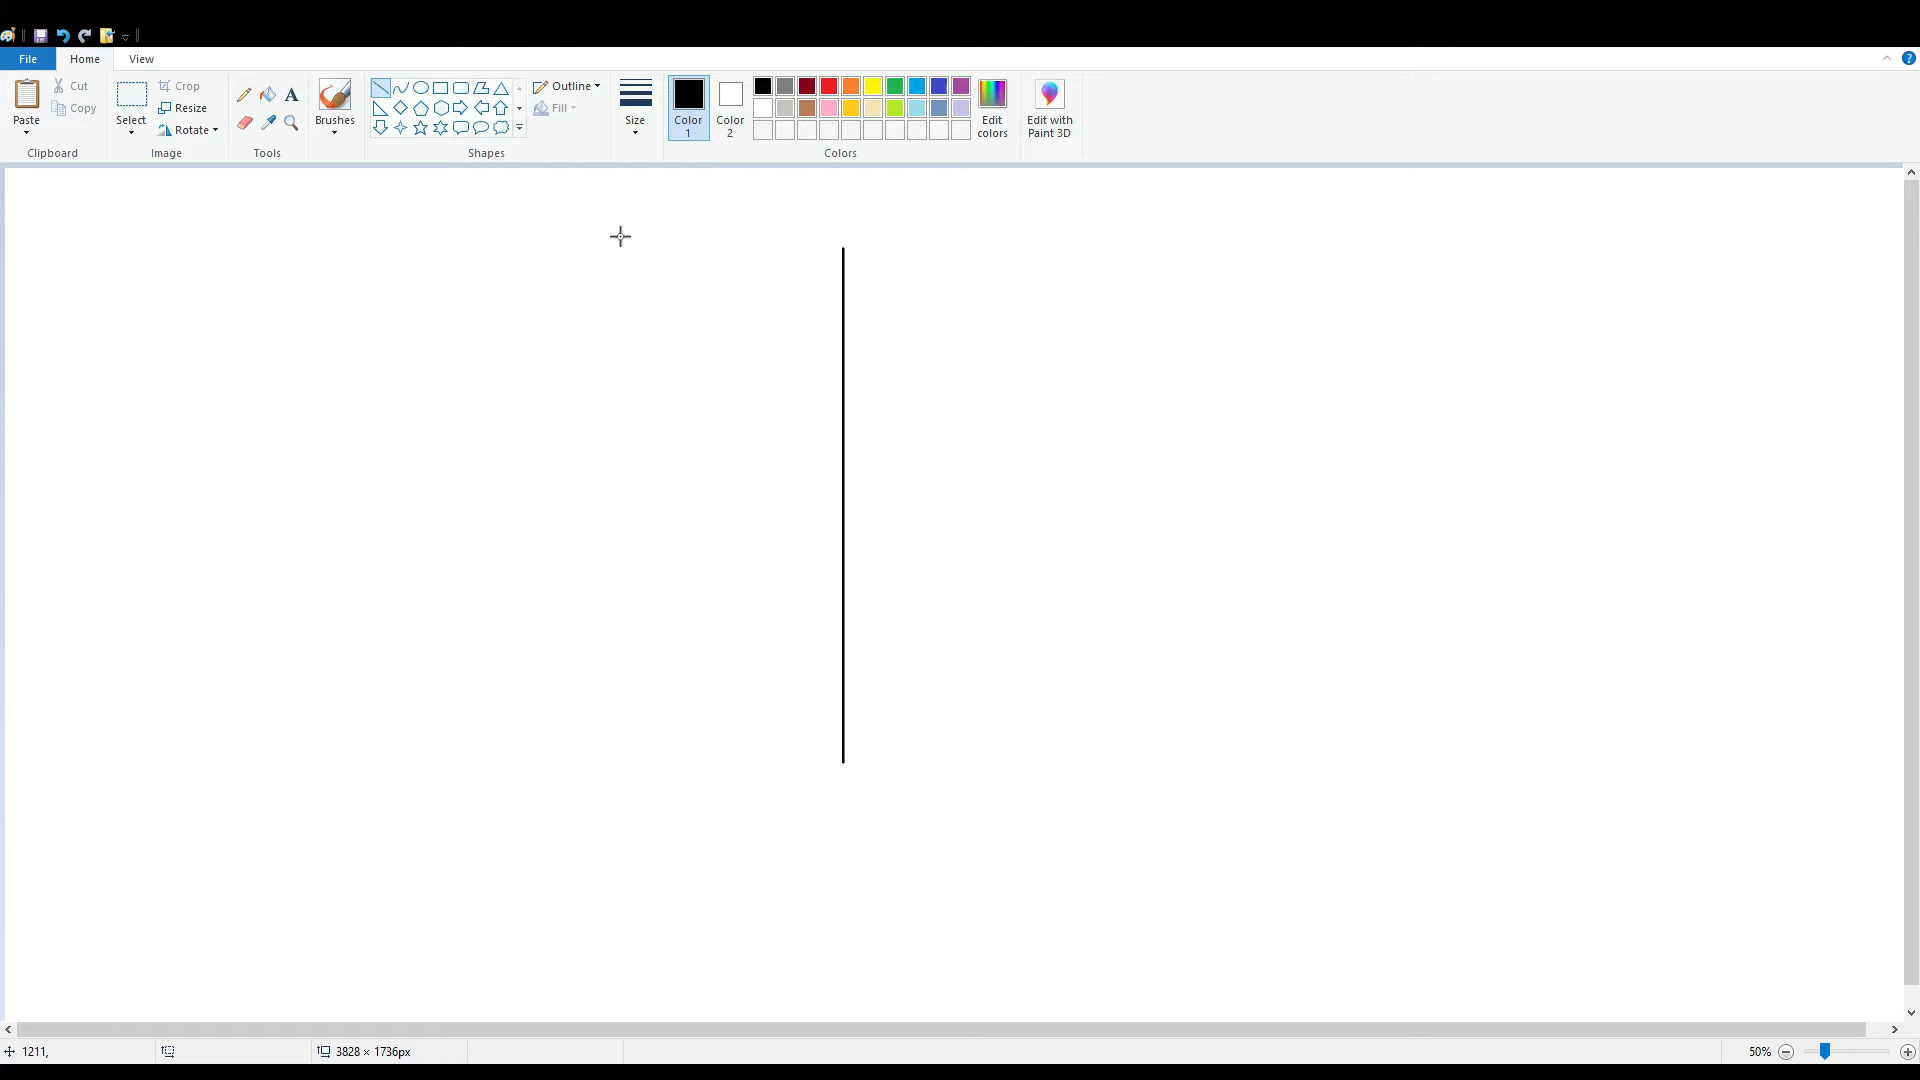 File Home View
Paste Cut Copy Select Crop Resize Rotate A Brushes Outline Fill Size Color 1 Color 2 Edit colors Edit with Paint 3D
Clipboard Image Tools Shapes Colors
1211, 3828 × 1736px 50%